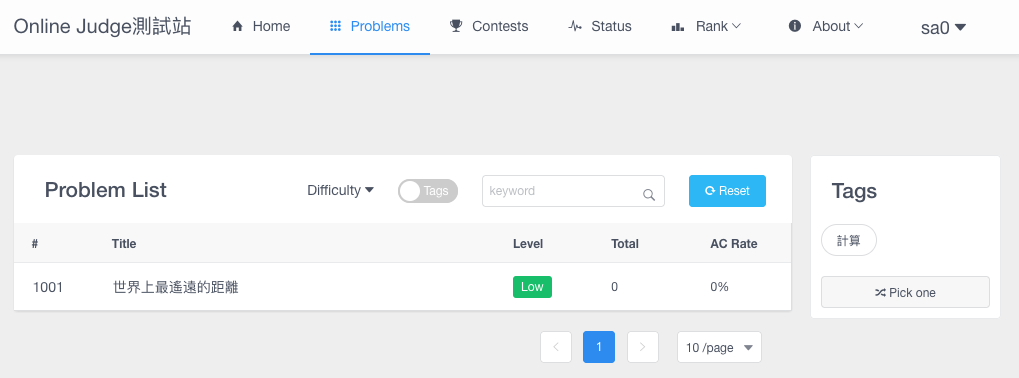 Online Judge測試站 Home Problems Contests Status Rank About sa0
Problem List Difficulty Tags keyword Reset
# Title Level Total AC Rate
1001 世界上最遙遠的距離 Low 0 0%
1 10 /page
Tags
計算
Pick one